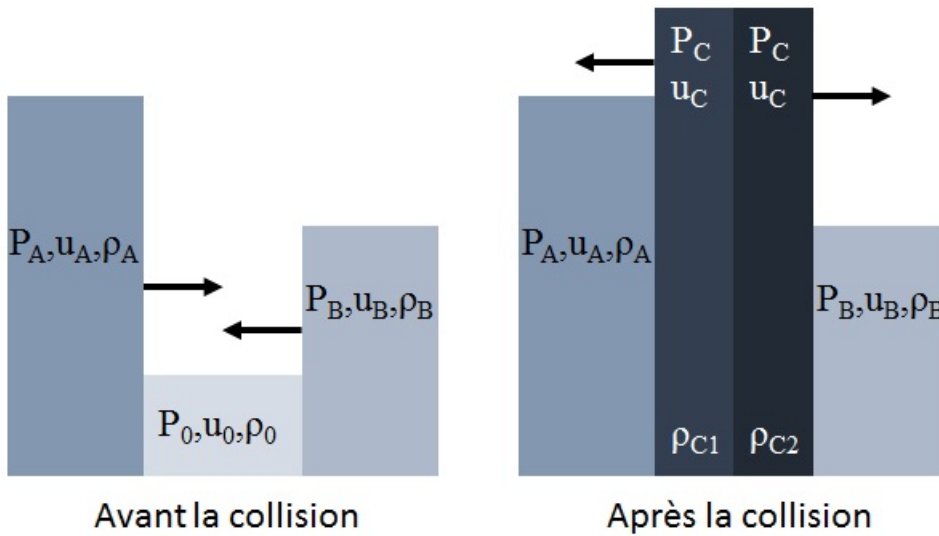 P_A,u_A,ρ_A
P_0,u_0,ρ_0
P_B,u_B,ρ_B
Avant la collision
P_C
u_C
ρ_C1
P_C
u_C
ρ_C2
P_A,u_A,ρ_A
P_B,u_B,ρ_B
Après la collision